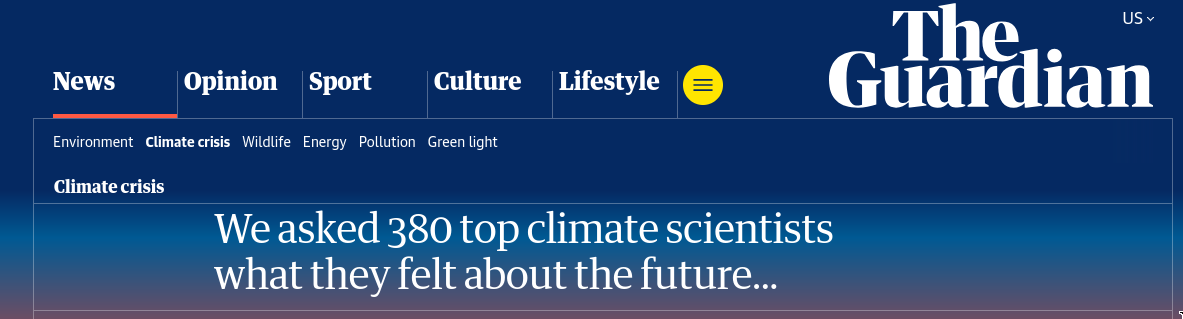 US
The
Guardian
News Opinion Sport Culture Lifestyle
Environment Climate crisis Wildlife Energy Pollution Green light
Climate crisis
We asked 380 top climate scientists
what they felt about the future...